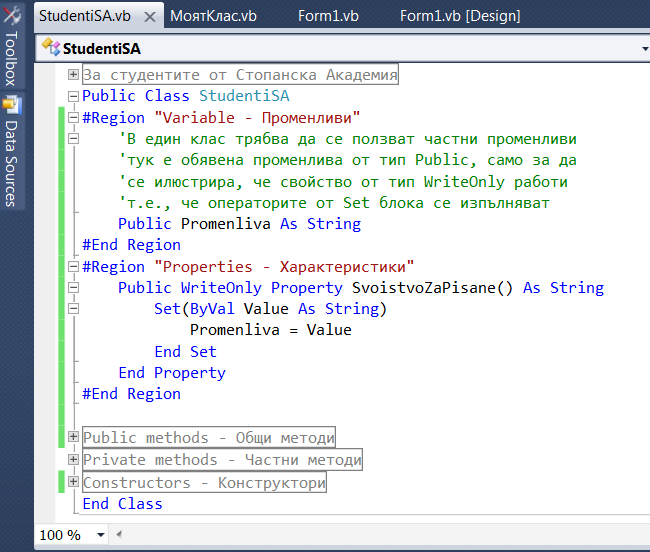 StudentiSA.vb МоятКлас.vb Form1.vb Form1.vb [Design]
Toolbox
Data Sources
StudentiSA
За студентите от Стопанска Академия
Public Class StudentiSA
#Region "Variable - Променливи"
'В един клас трябва да се ползват частни променливи
'тук е обявена променлива от тип Public, само за да
'се илюстрира, че свойство от тип WriteOnly работи
'т.е., че операторите от Set блока се изпълняват
Public Promenliva As String
#End Region
#Region "Properties - Характеристики"
Public WriteOnly Property SvoistvoZaPisane() As String
Set(ByVal Value As String)
Promenliva = Value
End Set
End Property
#End Region
Public methods - Общи методи
Private methods - Частни методи
Constructors - Конструктори
End Class
100 %